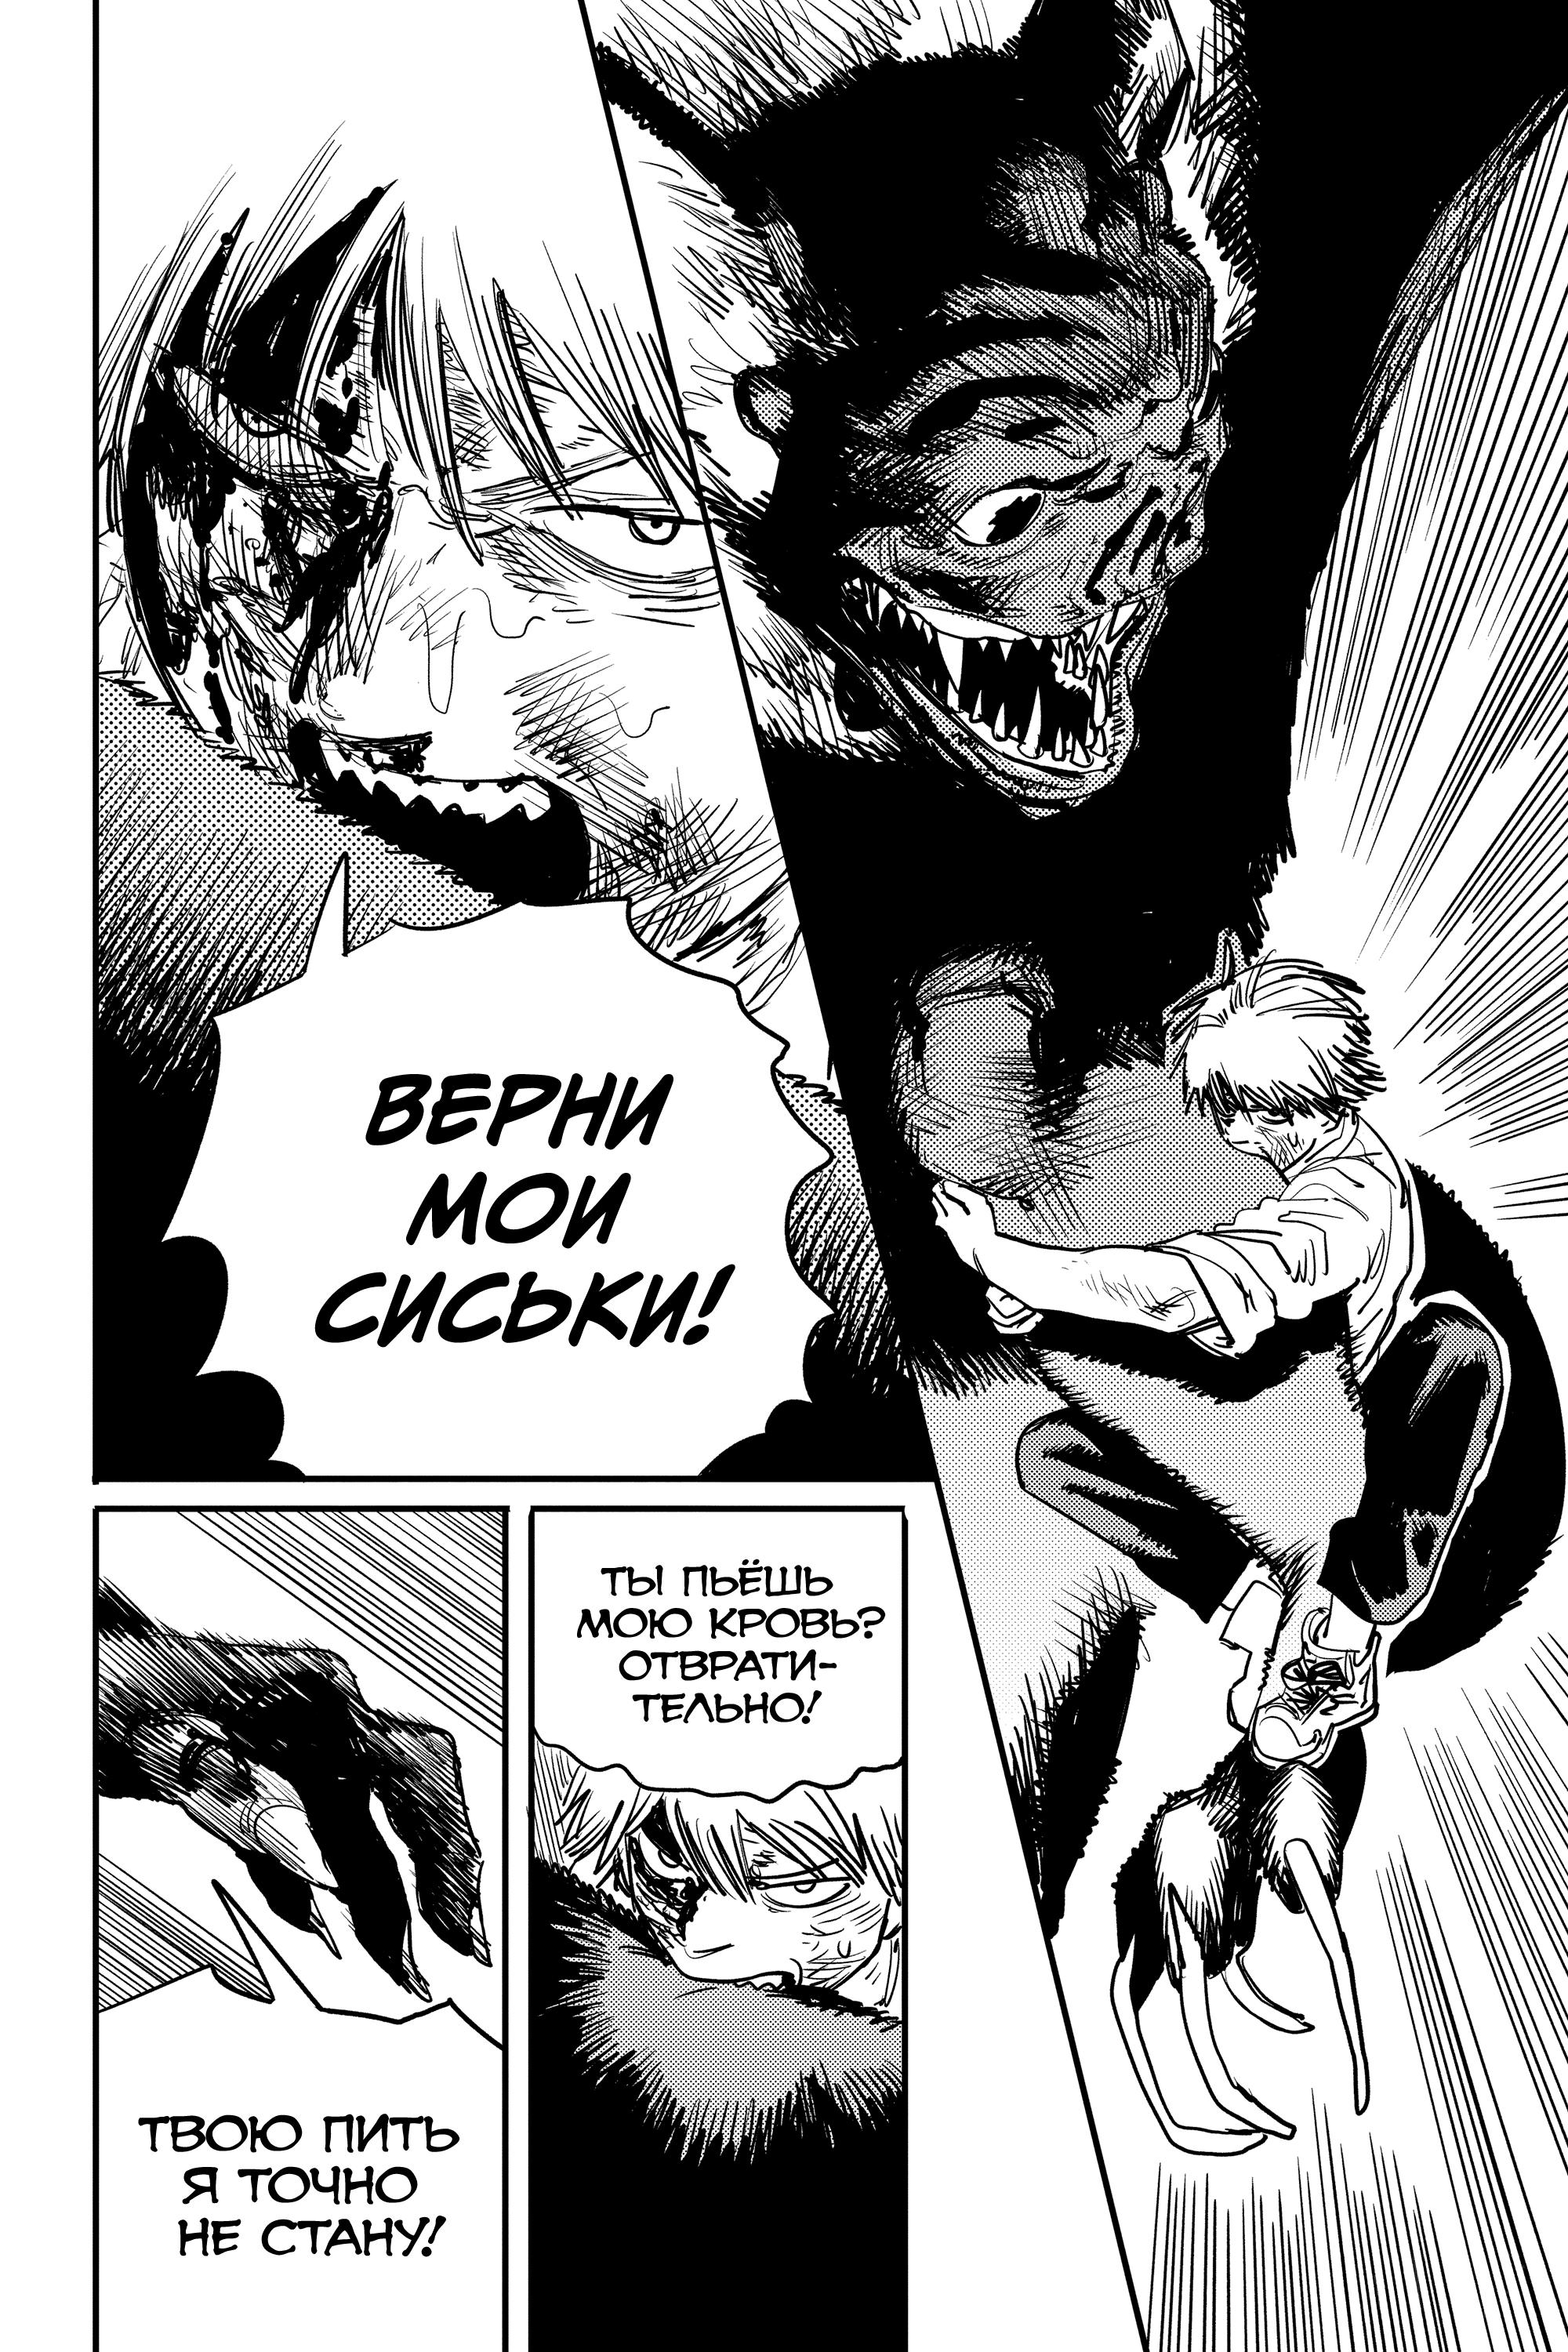 ВЕРНИ
МОИ
СИСЬКИ!
ТЫ ПЬЁШЬ
МОЮ КРОВЬ?
ОТВРАТИ-
ТЕЛЬНО!
ТВОЮ ПИТЬ
Я ТОЧНО
НЕ СТАНУ!